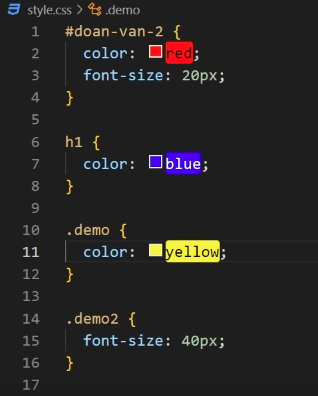 style.css > .demo
1 #doan-van-2 {
2 color: red;
3 font-size: 20px;
4 }
5
6 h1 {
7 color: blue;
8 }
9
10 .demo {
11 color: yellow;
12 }
13
14 .demo2 {
15 font-size: 40px;
16 }
17